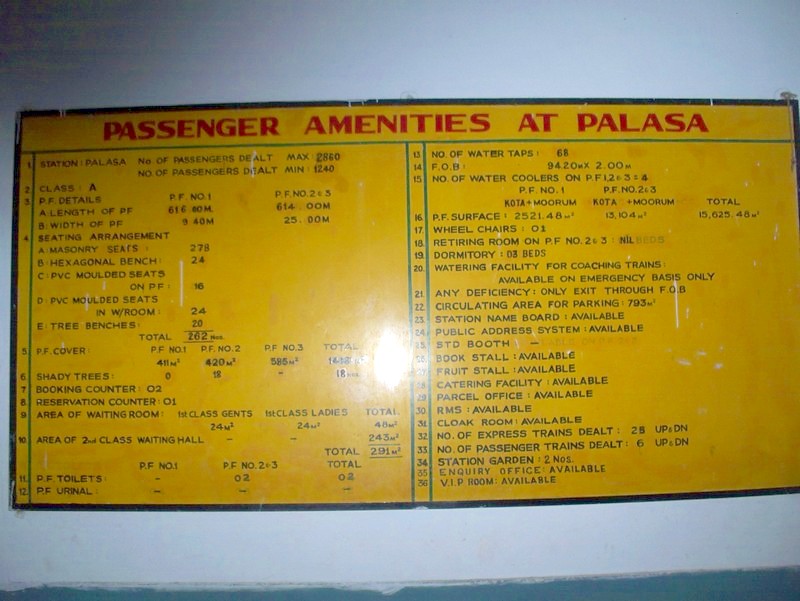 PASSENGER AMENITIES AT PALASA
1. STATION: PALASA NO. OF PASSENGERS DEALT MAX: 2860
NO. OF PASSENGERS DEALT MIN: 1240
2. CLASS: A
3. P.F. DETAILS P.F NO.1 P.F.NO.2&3
A: LENGTH OF PF 616.80M. 614.00M
B: WIDTH OF PF 9.40M 25.00M
4. SEATING ARRANGEMENT
A: MASONRY SEATS: 278
B: HEXAGONAL BENCH: 24
C: PVC MOULDED SEATS
ON PF: 16
D: PVC MOULDED SEATS
IN W/ROOM: 24
E: TREE BENCHES: 20
TOTAL 262 Nos.
5. P.F. COVER: P.F NO.1 P.F. NO.2 P.F NO.3 TOTAL
411M² 420M² 585M²
6. SHADY TREES: 0 18 - 18
7. BOOKING COUNTER: 02
8. RESERVATION COUNTER: 01
9. AREA OF WAITING ROOM: 1st CLASS GENTS 1st CLASS LADIES TOTAL
24M² 24M² 48M²
10. AREA OF 2nd CLASS WAITING HALL - - 243M²
TOTAL 291M²
P.F NO.1 P.F NO.2&3 TOTAL
11. P.F TOILETS: - 02 02
12. P.F URINAL: - - -
13. NO. OF WATER TAPS: 68
14. F.O.B: 94.20M X 2.00M
15. NO. OF WATER COOLERS ON P.F 1,2&3 = 4
P.F NO.1 P.F NO.2&3
KOTA+MOORUM KOTA +MOORUM TOTAL
16. P.F. SURFACE: 2521.48M² 13,104M² 15,625.48M²
17. WHEEL CHAIRS: 01
18. RETIRING ROOM ON P.F NO.2&3: NIL BEDS
19. DORMITORY: 03 BEDS
20. WATERING FACILITY FOR COACHING TRAINS:
AVAILABLE ON EMERGENCY BASIS ONLY
21. ANY DEFICIENCY: ONLY EXIT THROUGH F.O.B
22. CIRCULATING AREA FOR PARKING: 793M²
23. STATION NAME BOARD: AVAILABLE
24. PUBLIC ADDRESS SYSTEM: AVAILABLE
25. STD BOOTH: -
26. BOOK STALL: AVAILABLE
27. FRUIT STALL: AVAILABLE
28. CATERING FACILITY: AVAILABLE
29. PARCEL OFFICE: AVAILABLE
30. RMS: AVAILABLE
31. CLOAK ROOM: AVAILABLE
32. NO. OF EXPRESS TRAINS DEALT: 28 UP&DN
33. NO. OF PASSENGER TRAINS DEALT: 6 UP&DN
34. STATION GARDEN: 2 NOS.
35. ENQUIRY OFFICE: AVAILABLE
36. V.I.P ROOM: AVAILABLE